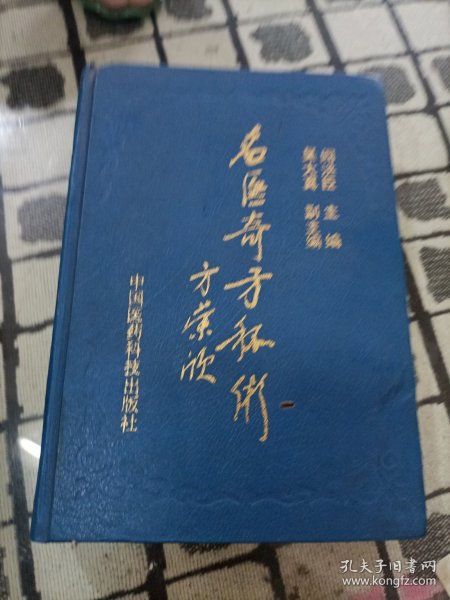 主编
副主编
名医奇方秘术
方荣欣
中国医药科技出版社
孔夫子旧书网
www.kongfz.com